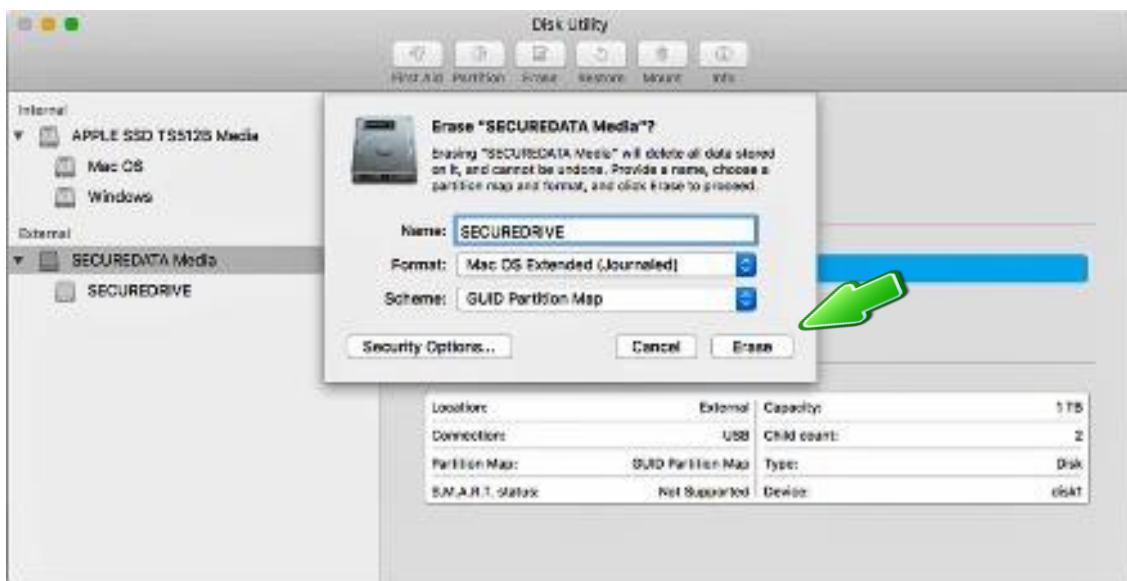 Disk Utility
First Aid Partition Erase Restore Mount Info
Internal
APPLE SSD TS512B Media
Mac OS
Windows
External
SECUREDATA Media
SECUREDRIVE
Erase "SECUREDATA Media"?
Erasing "SECUREDATA Media" will delete all data stored
on it, and cannot be undone. Provide a name, choose a
partition map and format, and click Erase to proceed.
Name: SECUREDRIVE
Format: Mac OS Extended (Journaled)
Scheme: GUID Partition Map
Security Options... Cancel Erase
Location: External Capacity: 1 TB
Connection: USB Child count: 2
Partition Map: GUID Partition Map Type: Disk
S.M.A.R.T. status: Not Supported Device: disk1